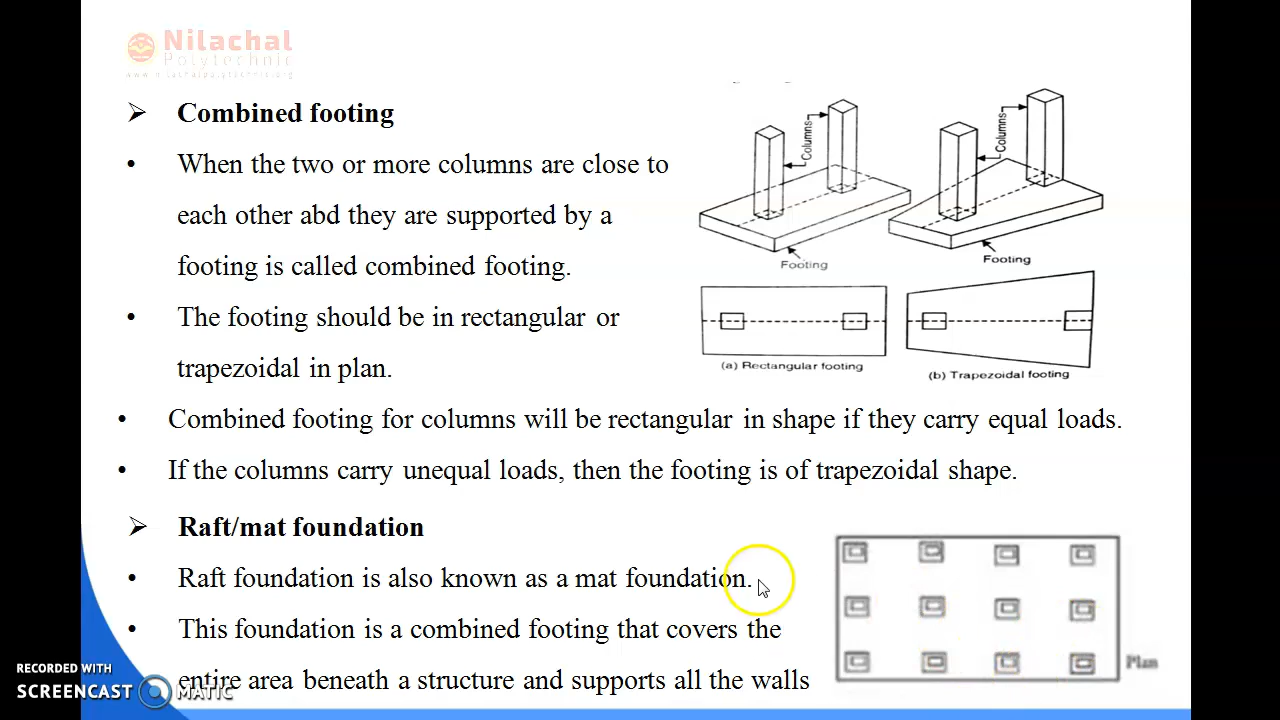 Nilachal
Polytechnic
www.nilachalpolytechnic.org
➢ Combined footing
• When the two or more columns are close to
each other abd they are supported by a
footing is called combined footing.
• The footing should be in rectangular or
trapezoidal in plan.
Columns
Footing
Columns
Footing
(a) Rectangular footing
(b) Trapezoidal footing
• Combined footing for columns will be rectangular in shape if they carry equal loads.
• If the columns carry unequal loads, then the footing is of trapezoidal shape.
➢ Raft/mat foundation
• Raft foundation is also known as a mat foundation.
• This foundation is a combined footing that covers the
entire area beneath a structure and supports all the walls
Plan
RECORDED WITH
SCREENCAST MATIC